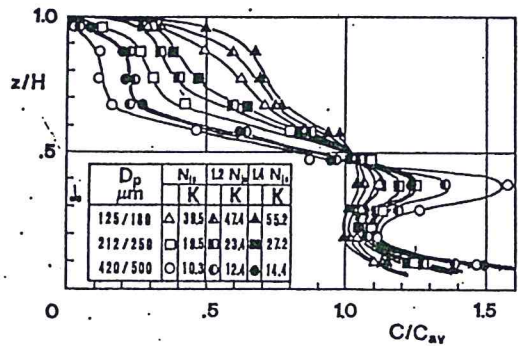 1.0
z/H
.5
0
D_p μm N_js 1.2 N_js 1.4 N_js
K K K
125/180 △ 38.5 47.4 ▲ 55.2
212/250 □ 18.5 23.4 27.2
420/500 ○ 10.3 12.4 14.4
0 .5 1.0 1.5
C/C_av